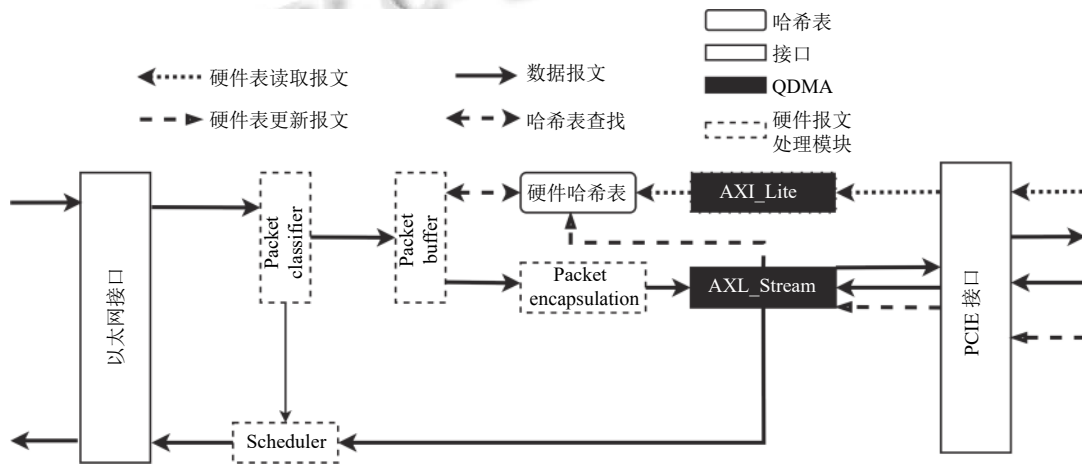 哈希表
接口
硬件表读取报文
数据报文
QDMA
硬件表更新报文
哈希表查找
硬件报文
处理模块
以太网接口
Packet
classifier
Packet
buffer
硬件哈希表
AXI_Lite
Packet
encapsulation
AXL_Stream
PCIE 接口
Scheduler